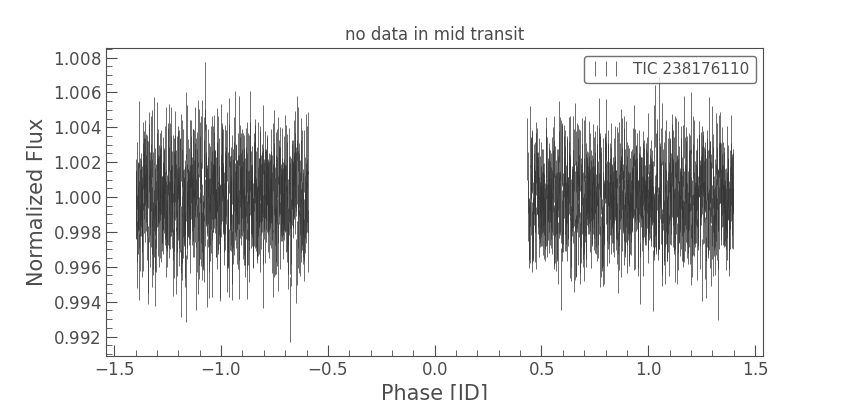 no data in mid transit
TIC 238176110
Normalized Flux
1.008
1.006
1.004
1.002
1.000
0.998
0.996
0.994
0.992
−1.5 −1.0 −0.5 0.0 0.5 1.0 1.5
Phase [JD]